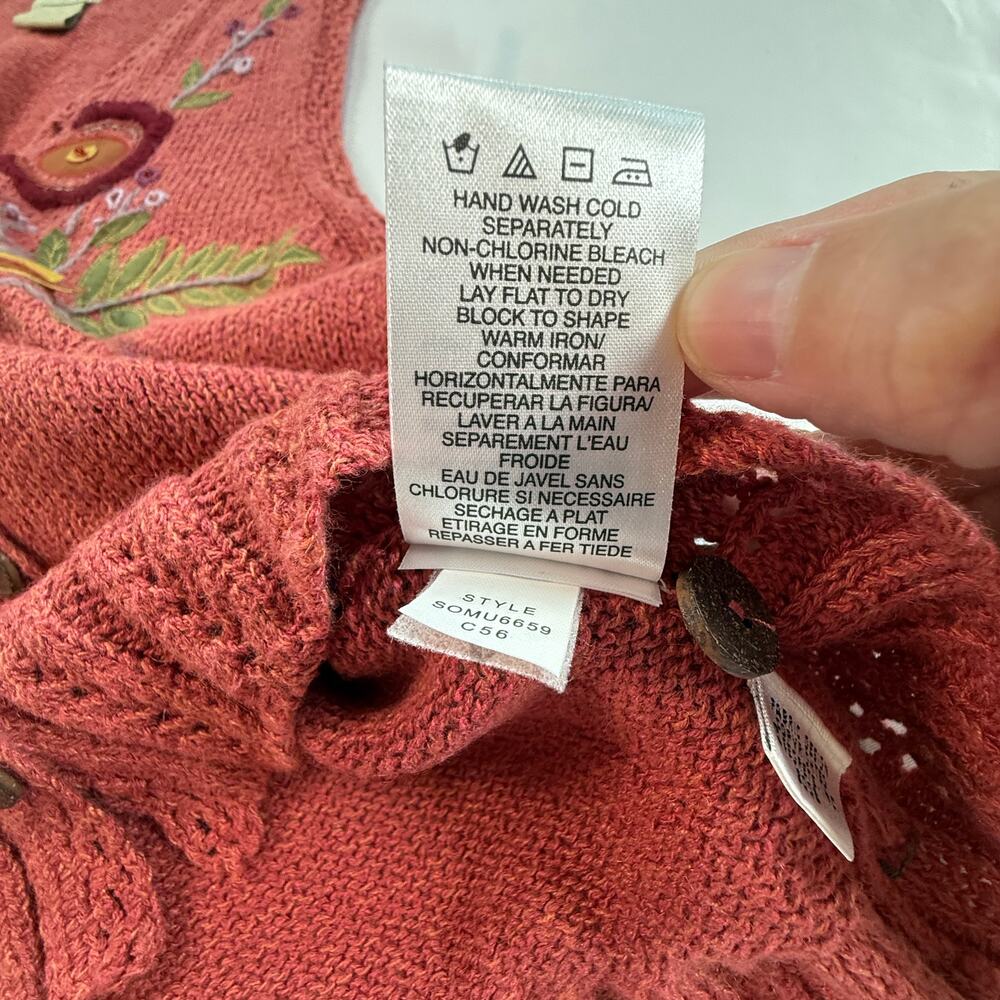 HAND WASH COLD
SEPARATELY
NON-CHLORINE BLEACH
WHEN NEEDED
LAY FLAT TO DRY
BLOCK TO SHAPE
WARM IRON/
CONFORMAR
HORIZONTALMENTE PARA
RECUPERAR LA FIGURA/
LAVER A LA MAIN
SEPAREMENT L'EAU
FROIDE
EAU DE JAVEL SANS
CHLORURE SI NECESSAIRE
SECHAGE A PLAT
ETIRAGE EN FORME
REPASSER A FER TIEDE
STYLE
SOMU6659
C56